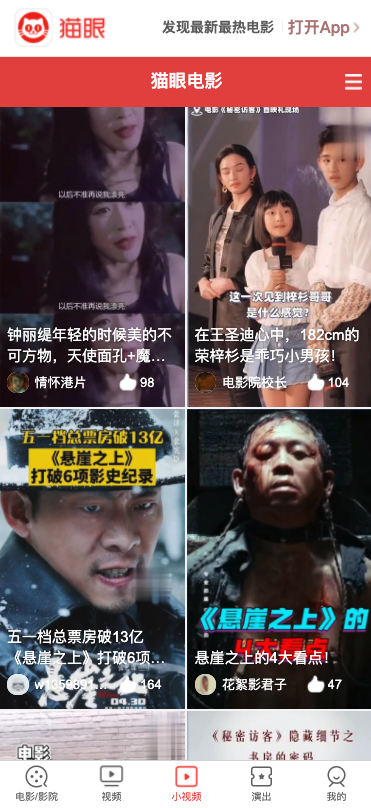 猫眼
发现最新最热电影
打开App
猫眼电影
以后不准再说我漂亮
以后不准再说我漂亮
钟丽缇年轻的时候美的不
可方物，天使面孔+魔...
情怀港片
98
电影《秘密访客》首映礼现场
这一次见到梓杉哥哥
是什么感觉？
在王圣迪心中，182cm的
荣梓杉是乖巧小男孩！
电影院校长
104
五一档总票房破13亿
《悬崖之上》
打破6项影史纪录
五一档总票房破13亿
《悬崖之上》打破6项...
04.30
164
《悬崖之上》的
4大看点
悬崖之上的4大看点！
花絮影君子
47
电影
《秘密访客》隐藏细节之
书房的密码
电影/影院
视频
小视频
演出
我的